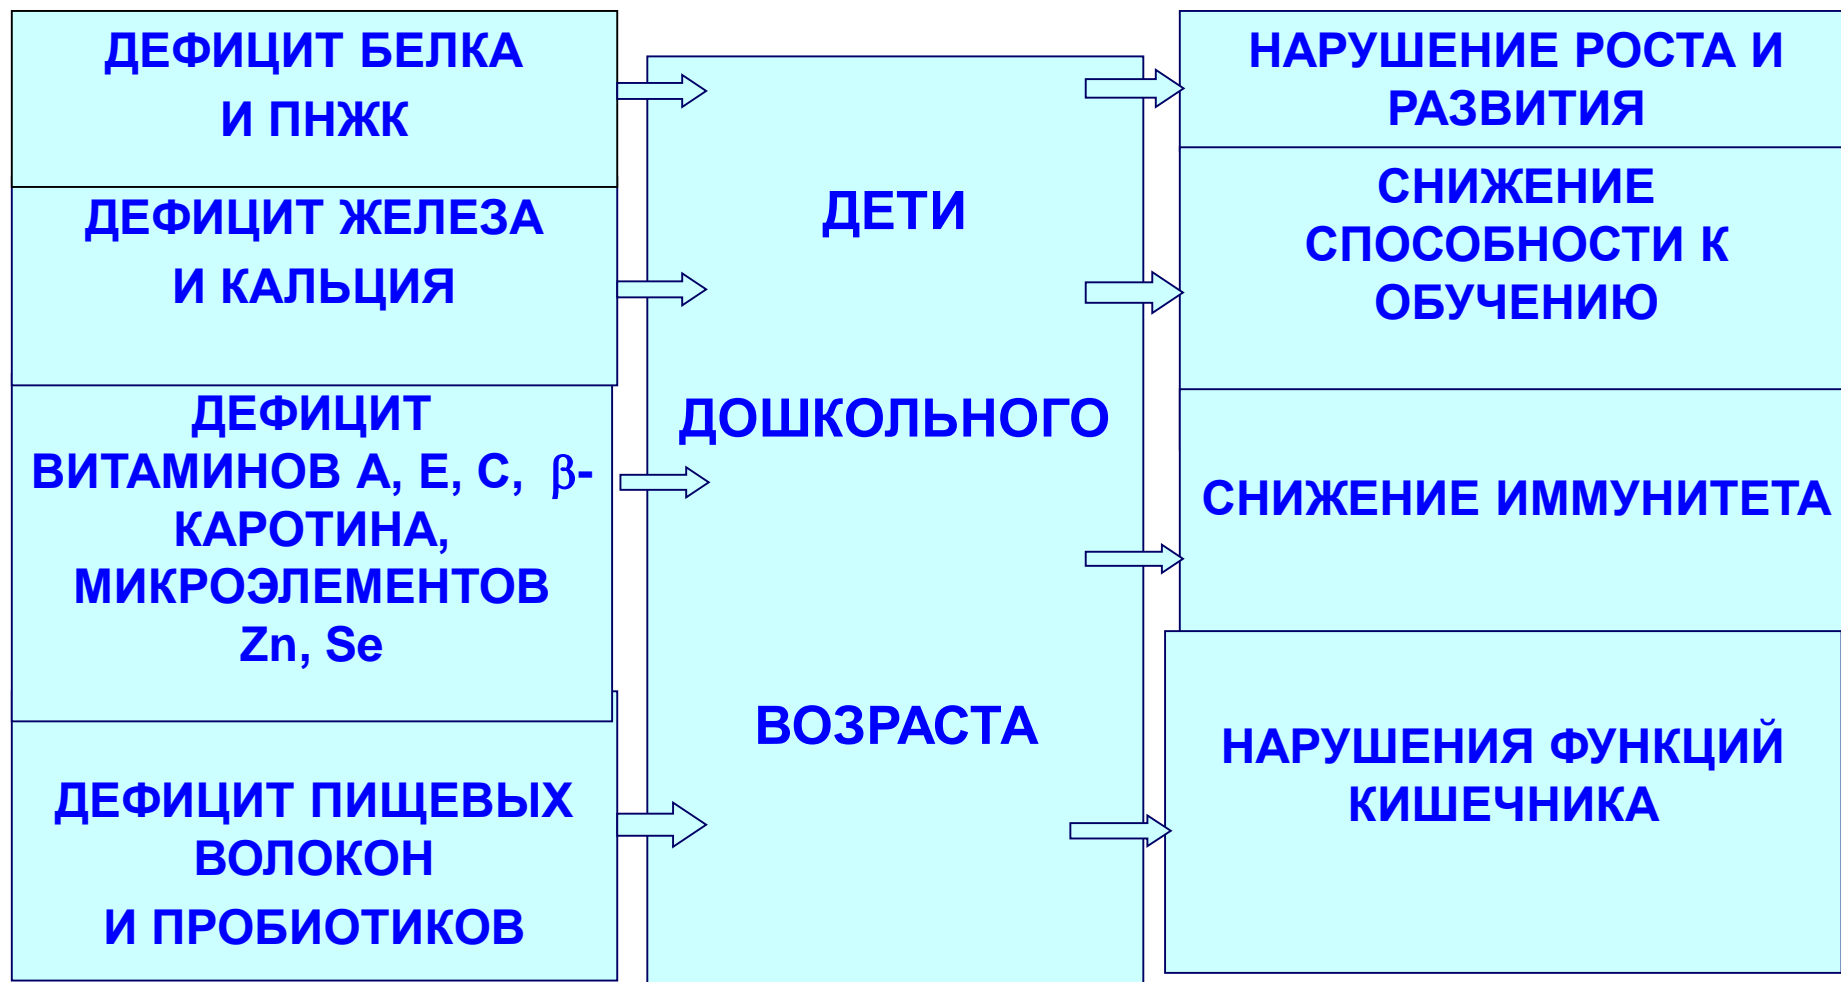 ДЕФИЦИТ БЕЛКА
И ПНЖК
ДЕФИЦИТ ЖЕЛЕЗА
И КАЛЬЦИЯ
ДЕФИЦИТ
ВИТАМИНОВ А, Е, С, β-
КАРОТИНА,
МИКРОЭЛЕМЕНТОВ
Zn, Se
ДЕФИЦИТ ПИЩЕВЫХ
ВОЛОКОН
И ПРОБИОТИКОВ
ДЕТИ
ДОШКОЛЬНОГО
ВОЗРАСТА
НАРУШЕНИЕ РОСТА И
РАЗВИТИЯ
СНИЖЕНИЕ
СПОСОБНОСТИ К
ОБУЧЕНИЮ
СНИЖЕНИЕ ИММУНИТЕТА
НАРУШЕНИЯ ФУНКЦИЙ
КИШЕЧНИКА